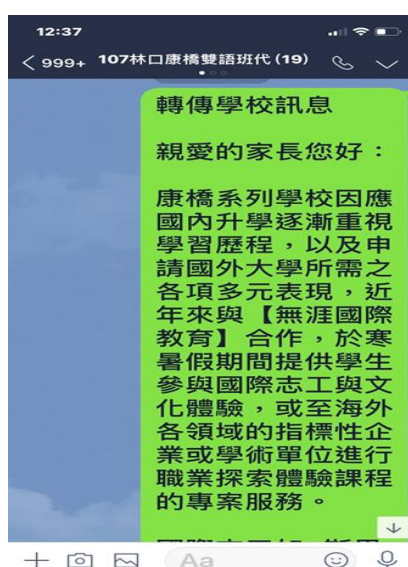 12:37
999+ 107林口康橋雙語班代(19)
轉傳學校訊息
親愛的家長您好：
康橋系列學校因應
國內升學逐漸重視
學習歷程，以及申
請國外大學所需之
各項多元表現，近
年來與【無涯國際
教育】合作，於寒
暑假期間提供學生
參與國際志工與文
化體驗，或至海外
各領域的指標性企
業或學術單位進行
職業探索體驗課程
的專案服務。
Aa